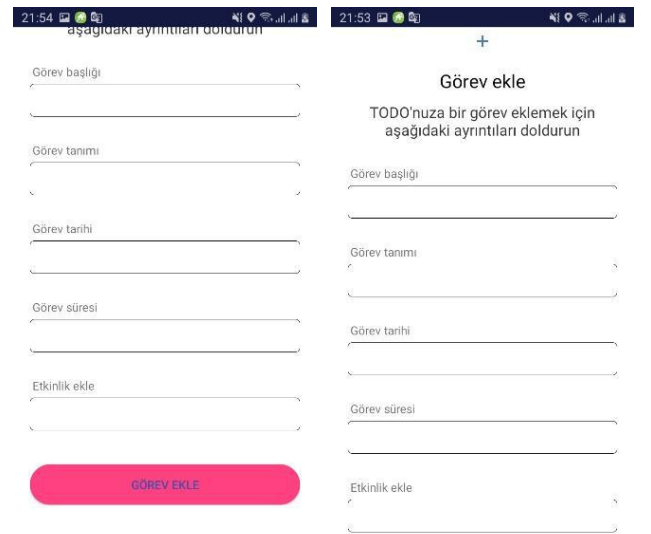 21:54
aşağıdaki ayrıntıları doldurun
Görev başlığı
Görev tanımı
Görev tarihi
Görev süresi
Etkinlik ekle
GÖREV EKLE
21:53
+
Görev ekle
TODO'nuza bir görev eklemek için
aşağıdaki ayrıntıları doldurun
Görev başlığı
Görev tanımı
Görev tarihi
Görev süresi
Etkinlik ekle